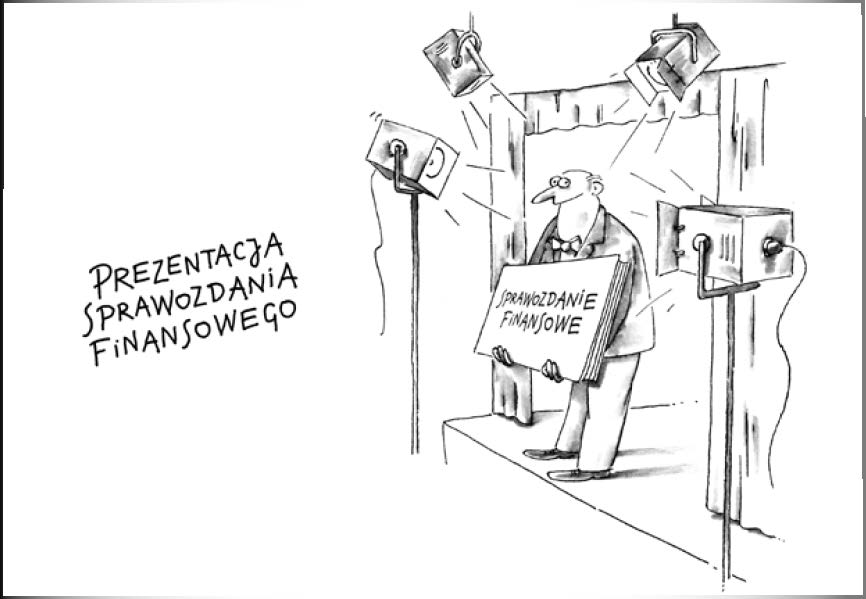 PREZENTACJA
SPRAWOZDANIA
FINANSOWEGO
SPRAWOZDANIE
FINANSOWE